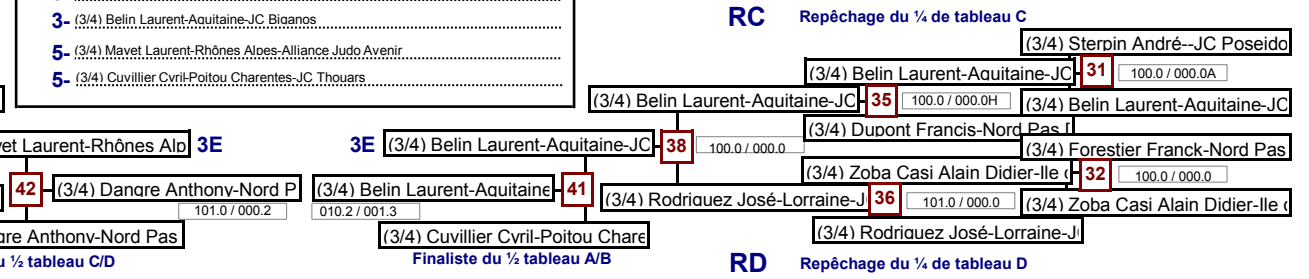 3- (3/4) Belin Laurent-Aquitaine-JC Biganos
5- (3/4) Mayet Laurent-Rhônes Alpes-Alliance Judo Avenir
5- (3/4) Cuvillier Cyril-Poitou Charentes-JC Thouars
RC Repêchage du ¼ de tableau C
(3/4) Sterpin André--JC Poseido
(3/4) Belin Laurent-Aquitaine-JC 31 100.0 / 000.0A
(3/4) Belin Laurent-Aquitaine-JC 35 100.0 / 000.0H (3/4) Belin Laurent-Aquitaine-JC
(3/4) Dupont Francis-Nord Pas
yet Laurent-Rhônes Alp 3E 3E (3/4) Belin Laurent-Aquitaine-JC 38 100.0 / 000.0 (3/4) Forestier Franck-Nord Pas
(3/4) Zoba Casi Alain Didier-Ile 32 100.0 / 000.0
42 (3/4) Dangre Anthony-Nord P (3/4) Belin Laurent-Aquitaine 41 (3/4) Rodriguez José-Lorraine-J 36 101.0 / 000.0 (3/4) Zoba Casi Alain Didier-Ile
101.0 / 000.2 010.2 / 001.3
gre Anthony-Nord Pas (3/4) Cuvillier Cyril-Poitou Chare (3/4) Rodriguez José-Lorraine-J
u ½ tableau C/D Finaliste du ½ tableau A/B RD Repêchage du ¼ de tableau D